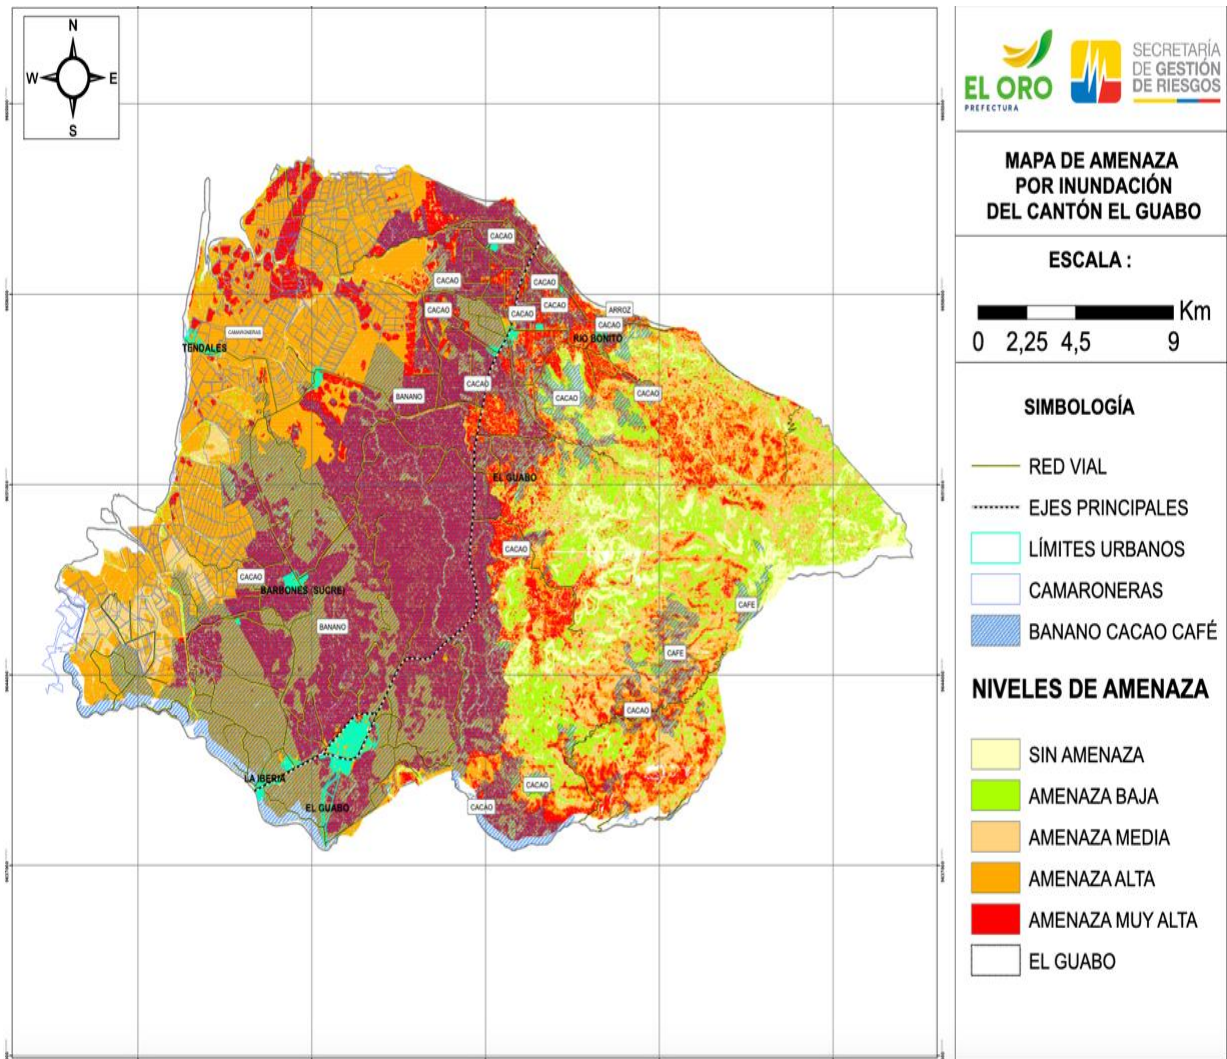 N
W
E
S
EL ORO
PREFECTURA
SECRETARÍA
DE GESTIÓN
DE RIESGOS
MAPA DE AMENAZA
POR INUNDACIÓN
DEL CANTÓN EL GUABO
ESCALA :
Km
0 2,25 4,5 9
SIMBOLOGÍA
RED VIAL
EJES PRINCIPALES
LÍMITES URBANOS
CAMARONERAS
BANANO CACAO CAFÉ
NIVELES DE AMENAZA
SIN AMENAZA
AMENAZA BAJA
AMENAZA MEDIA
AMENAZA ALTA
AMENAZA MUY ALTA
EL GUABO
CACAO
CACAO
CACAO
CACAO
CACAO
CACAO
ARROZ
CACAO
CAMARONERAS
RIO BONITO
TENDALES
CACAO
BANANO
CACAO
CACAO
EL GUABO
CACAO
CACAO
BARBONES (SUCRE)
CAFE
BANANO
CAFE
CACAO
LA IBERIA
CACAO
EL GUABO
CACAO